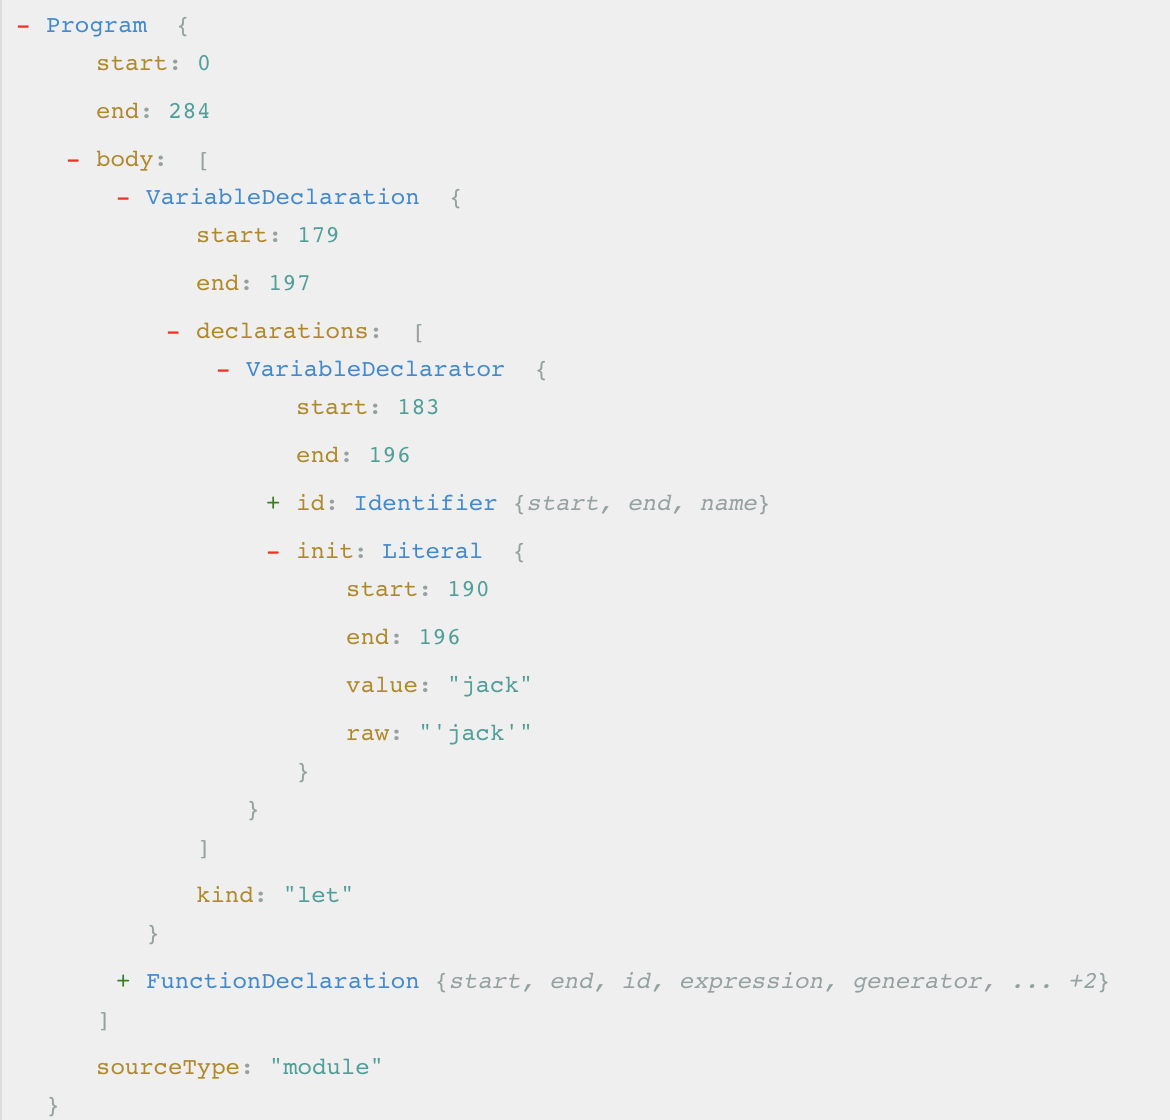 - Program {
start: 0
end: 284
- body: [
- VariableDeclaration {
start: 179
end: 197
- declarations: [
- VariableDeclarator {
start: 183
end: 196
+ id: Identifier {start, end, name}
- init: Literal {
start: 190
end: 196
value: "jack"
raw: "'jack'"
}
}
]
kind: "let"
}
+ FunctionDeclaration {start, end, id, expression, generator, ... +2}
]
sourceType: "module"
}